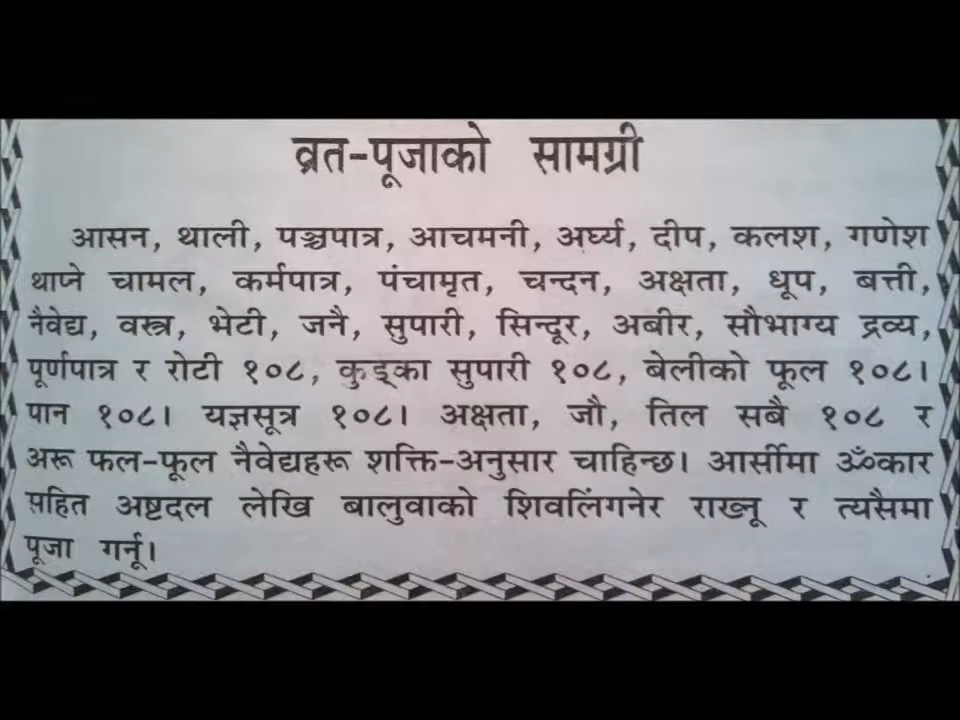 व्रत-पूजाको सामग्री
आसन, थाली, पञ्चपात्र, आचमनी, अर्घ्य, दीप, कलश, गणेश
थाप्ने चामल, कर्मपात्र, पंचामृत, चन्दन, अक्षता, धूप, बत्ती,
नैवेद्य, वस्त्र, भेटी, जनै, सुपारी, सिन्दूर, अबीर, सौभाग्य द्रव्य,
पूर्णपात्र र रोटी १०८, कुड्का सुपारी १०८, बेलीको फूल १०८।
पान १०८। यज्ञसूत्र १०८। अक्षता, जौ, तिल सबै १०८ र
अरू फल-फूल नैवेद्यहरू शक्ति-अनुसार चाहिन्छ। आर्सीमा ॐकार
सहित अष्टदल लेखि बालुवाको शिवलिंगनेर राख्नू र त्यसैमा
पूजा गर्नू।